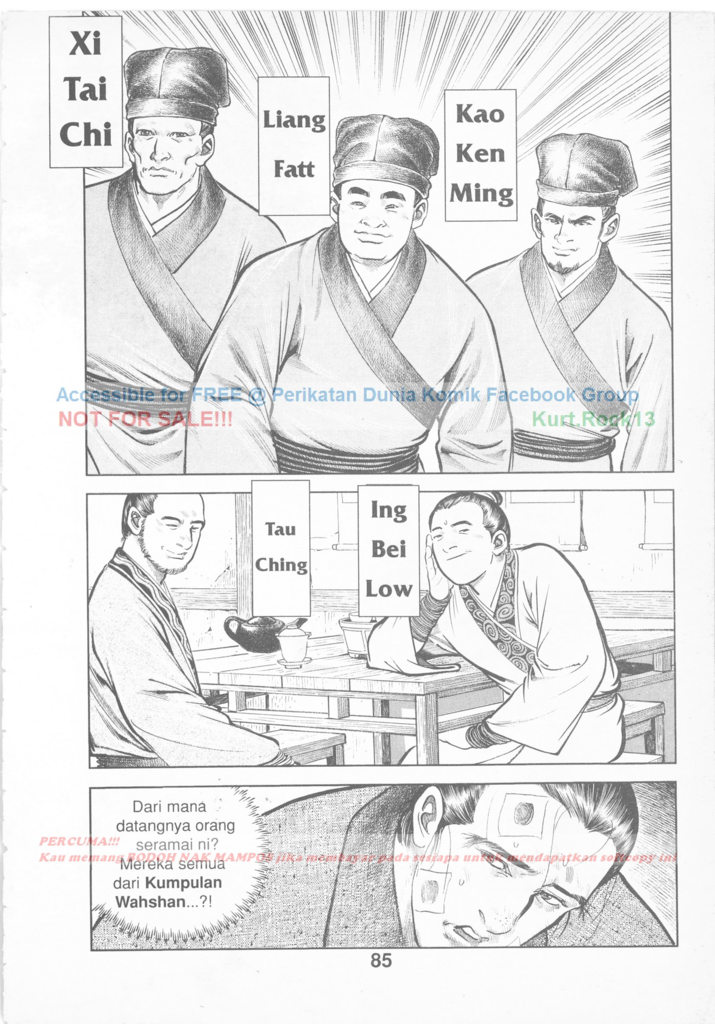 Xi
Tai
Chi
Liang
Fatt
Kao
Ken
Ming
Accessible for FREE @ Perikatan Dunia Komik Facebook Group
NOT FOR SALE!!!
Kurt.Rock13
Tau
Ching
Ing
Bei
Low
Dari mana
datangnya orang
seramai ni?
Mereka semua
dari Kumpulan
Wahshan...?!
PERCUMA!!!
Kau memang BODOH NAK MAMPOS jika membayar pada sesiapa untuk mendapatkan softcopy ini
85